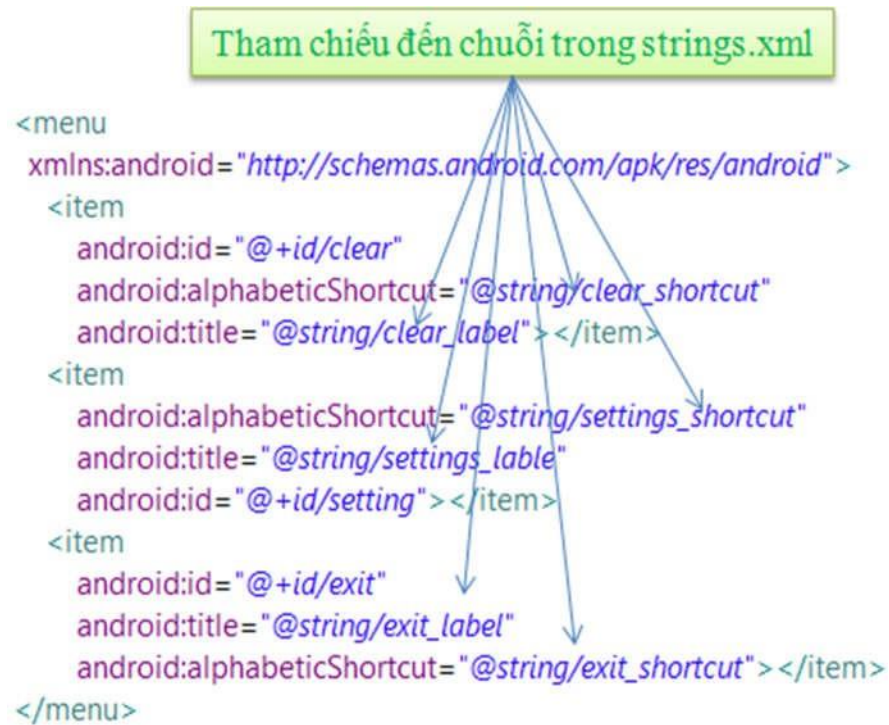 Tham chiếu đến chuỗi trong strings.xml
<menu
xmlns:android="http://schemas.android.com/apk/res/android">
<item
android:id="@+id/clear"
android:alphabeticShortcut="@string/clear_shortcut"
android:title="@string/clear_label"></item>
<item
android:alphabeticShortcut="@string/settings_shortcut"
android:title="@string/settings_lable"
android:id="@+id/setting"></item>
<item
android:id="@+id/exit"
android:title="@string/exit_label"
android:alphabeticShortcut="@string/exit_shortcut"></item>
</menu>